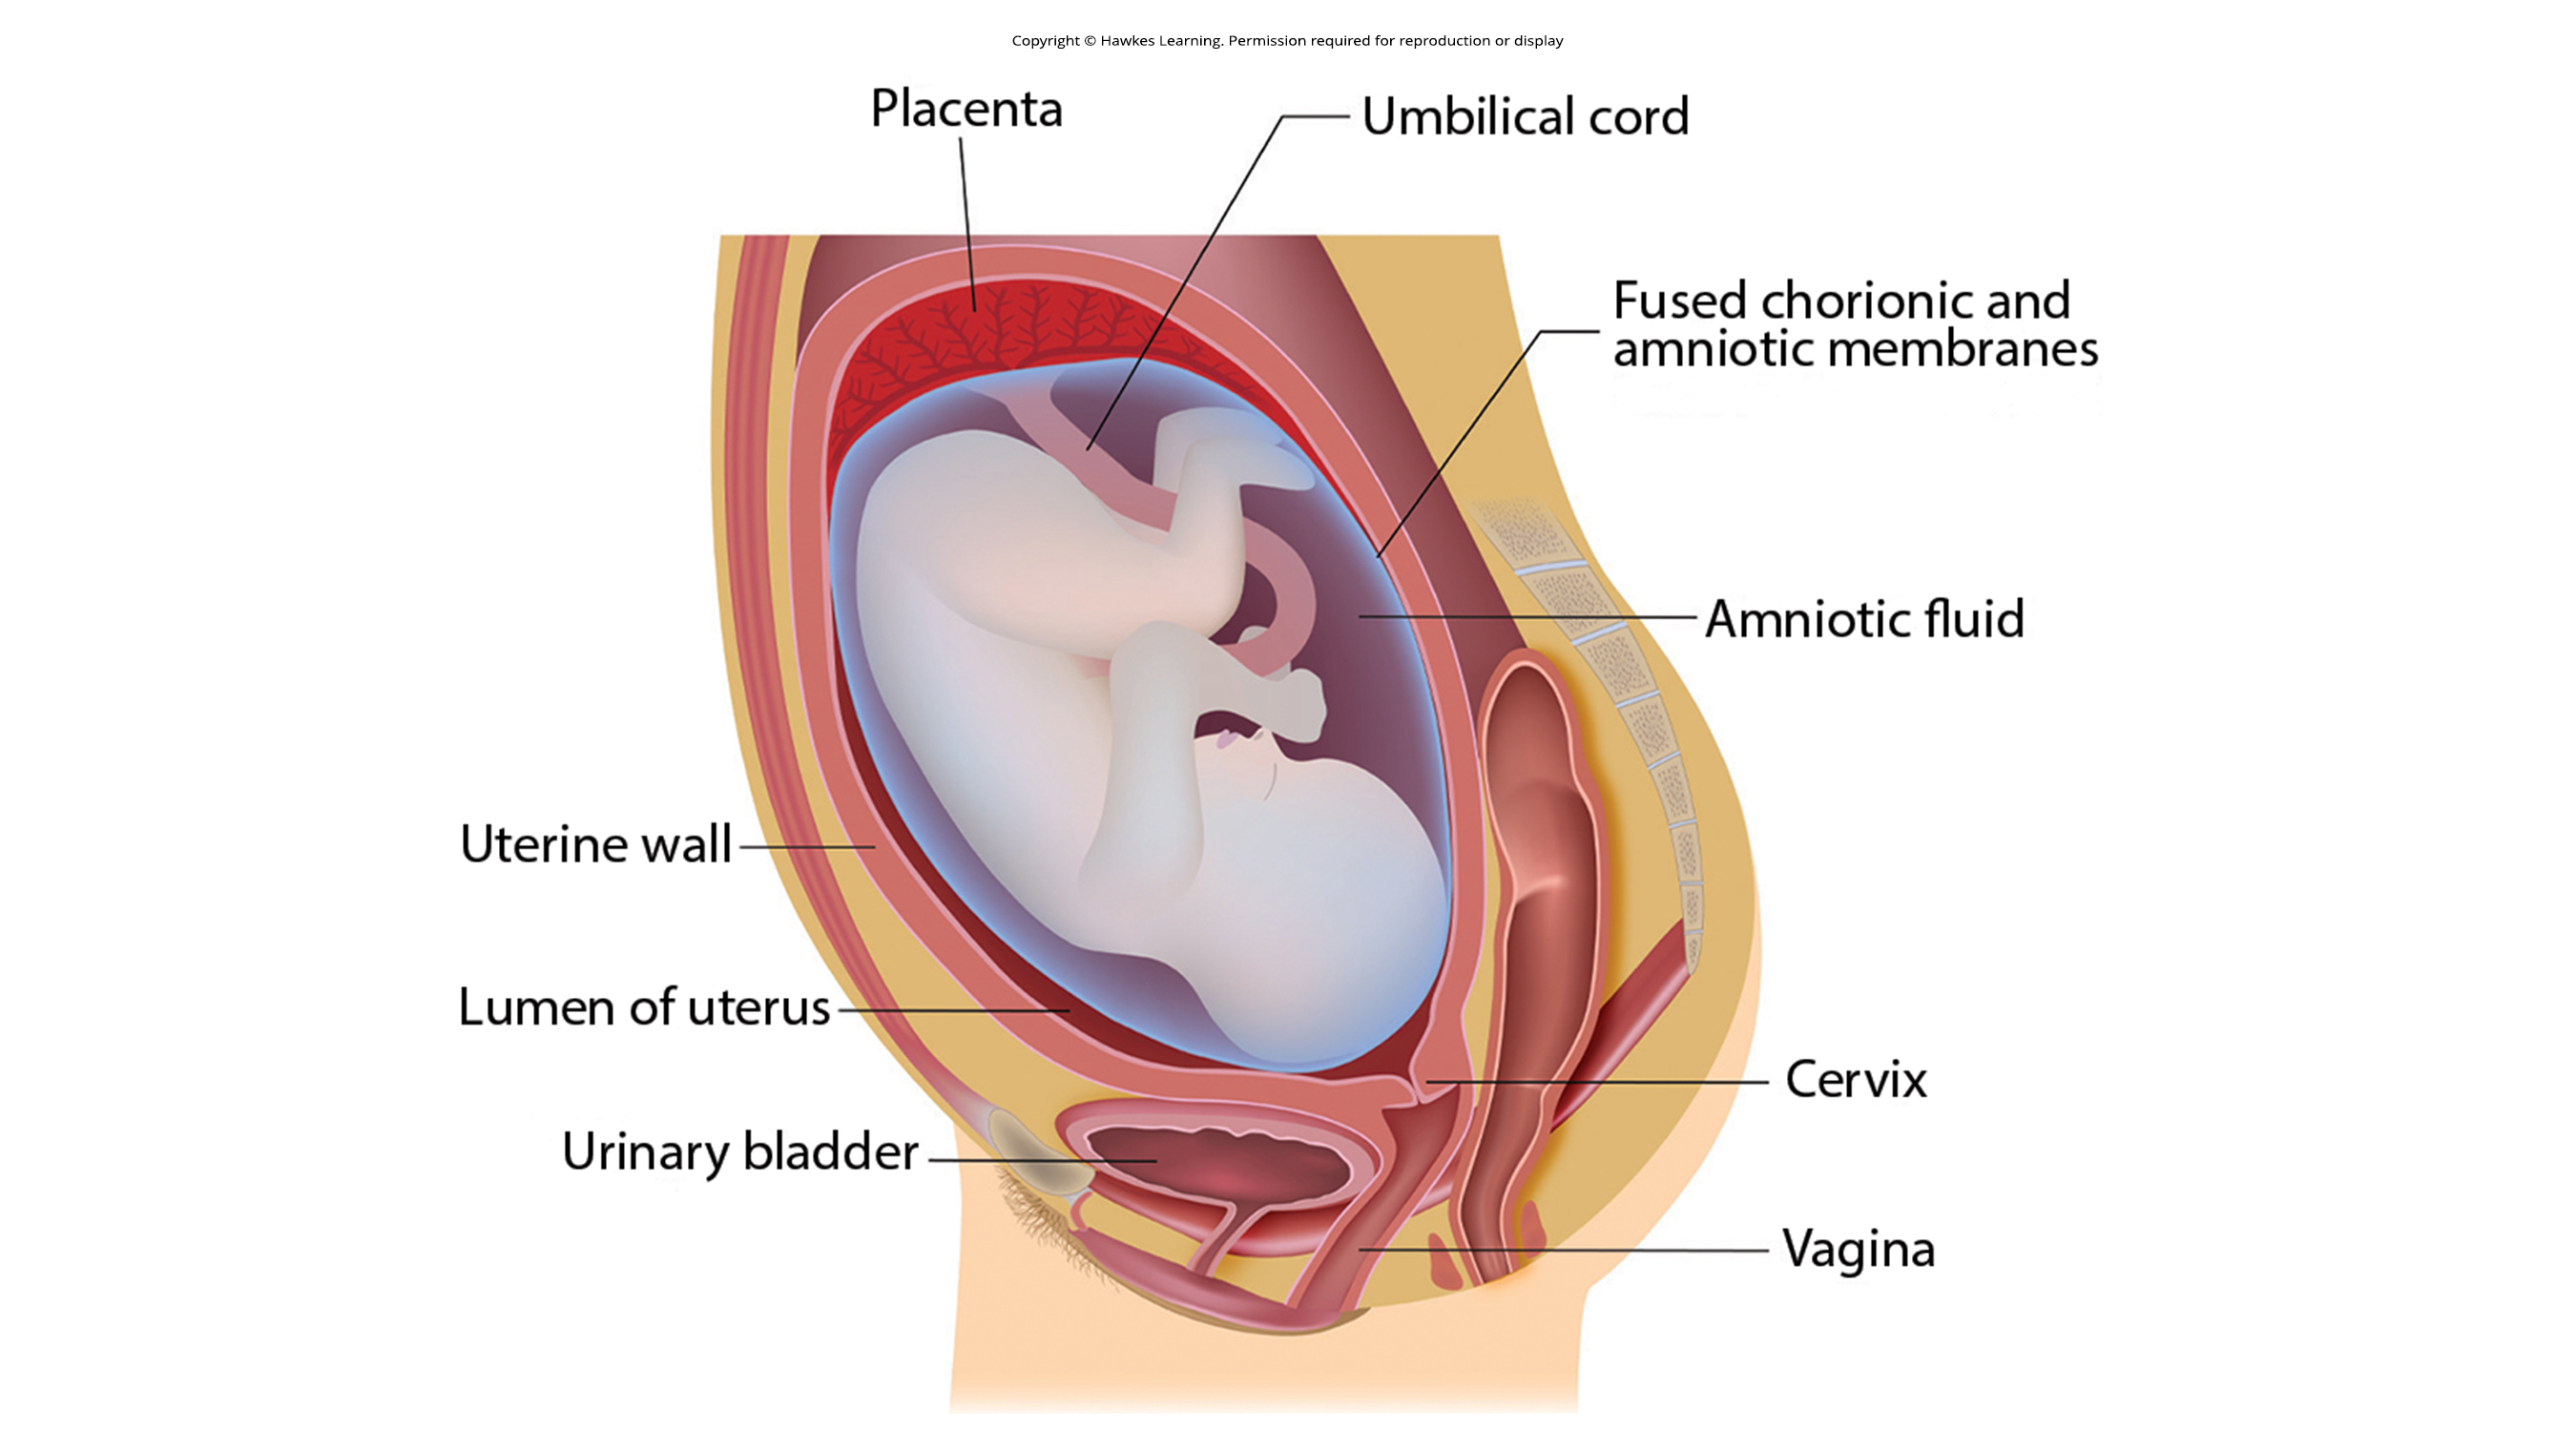 Copyright © Hawkes Learning. Permission required for reproduction or display
Placenta
Umbilical cord
Fused chorionic and
amniotic membranes
Amniotic fluid
Uterine wall
Lumen of uterus
Cervix
Urinary bladder
Vagina